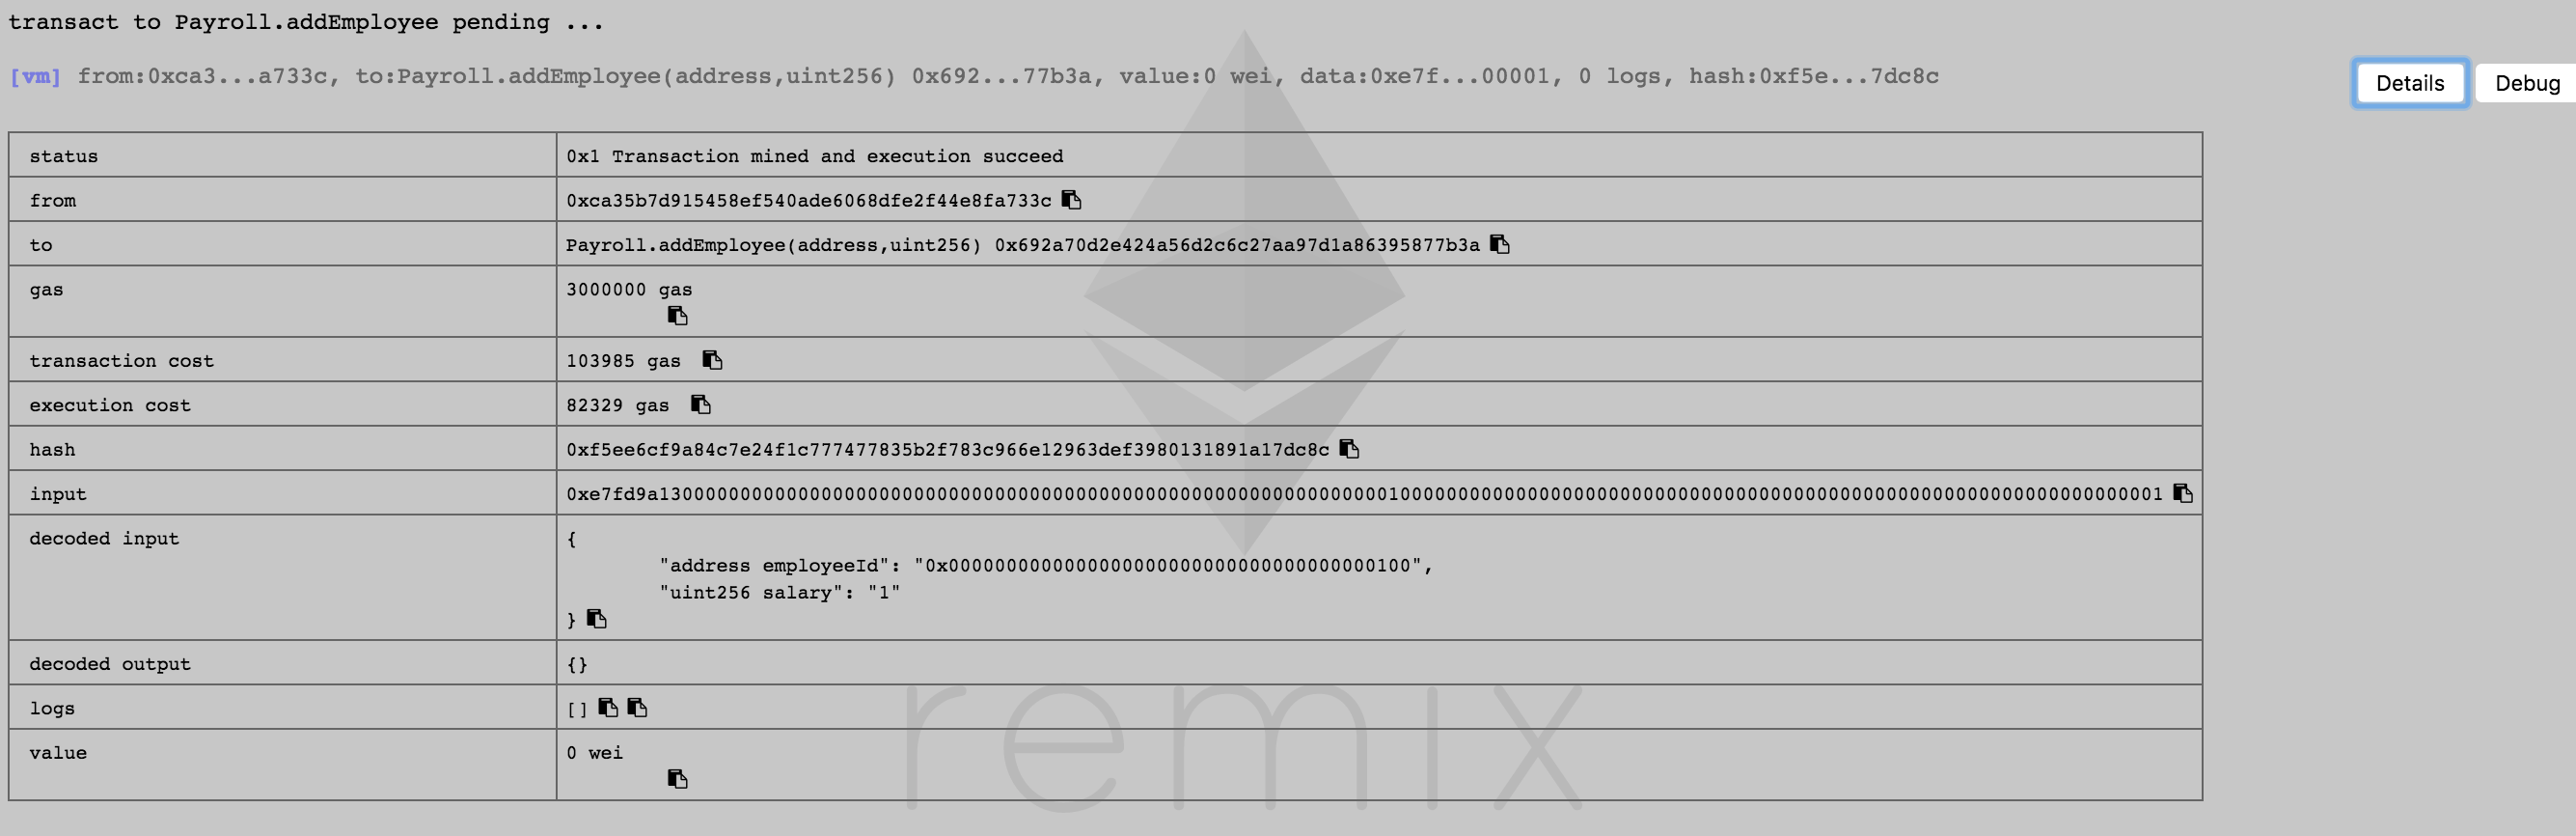 transact to Payroll.addEmployee pending ...
[vm] from:0xca3...a733c, to:Payroll.addEmployee(address,uint256) 0x692...77b3a, value:0 wei, data:0xe7f...00001, 0 logs, hash:0xf5e...7dc8c
Details Debug
status 0x1 Transaction mined and execution succeed
from 0xca35b7d915458ef540ade6068dfe2f44e8fa733c
to Payroll.addEmployee(address,uint256) 0x692a70d2e424a56d2c6c27aa97d1a86395877b3a
gas 3000000 gas
transaction cost 103985 gas
execution cost 82329 gas
hash 0xf5ee6cf9a84c7e24f1c777477835b2f783c966e12963def3980131891a17dc8c
input 0xe7fd9a130000000000000000000000000000000000000000000000000000000000000100000000000000000000000000000000000000000000000000000000000000000001
decoded input {
"address employeeId": "0x0000000000000000000000000000000000000100",
"uint256 salary": "1"
}
decoded output {}
logs []
value 0 wei
remix